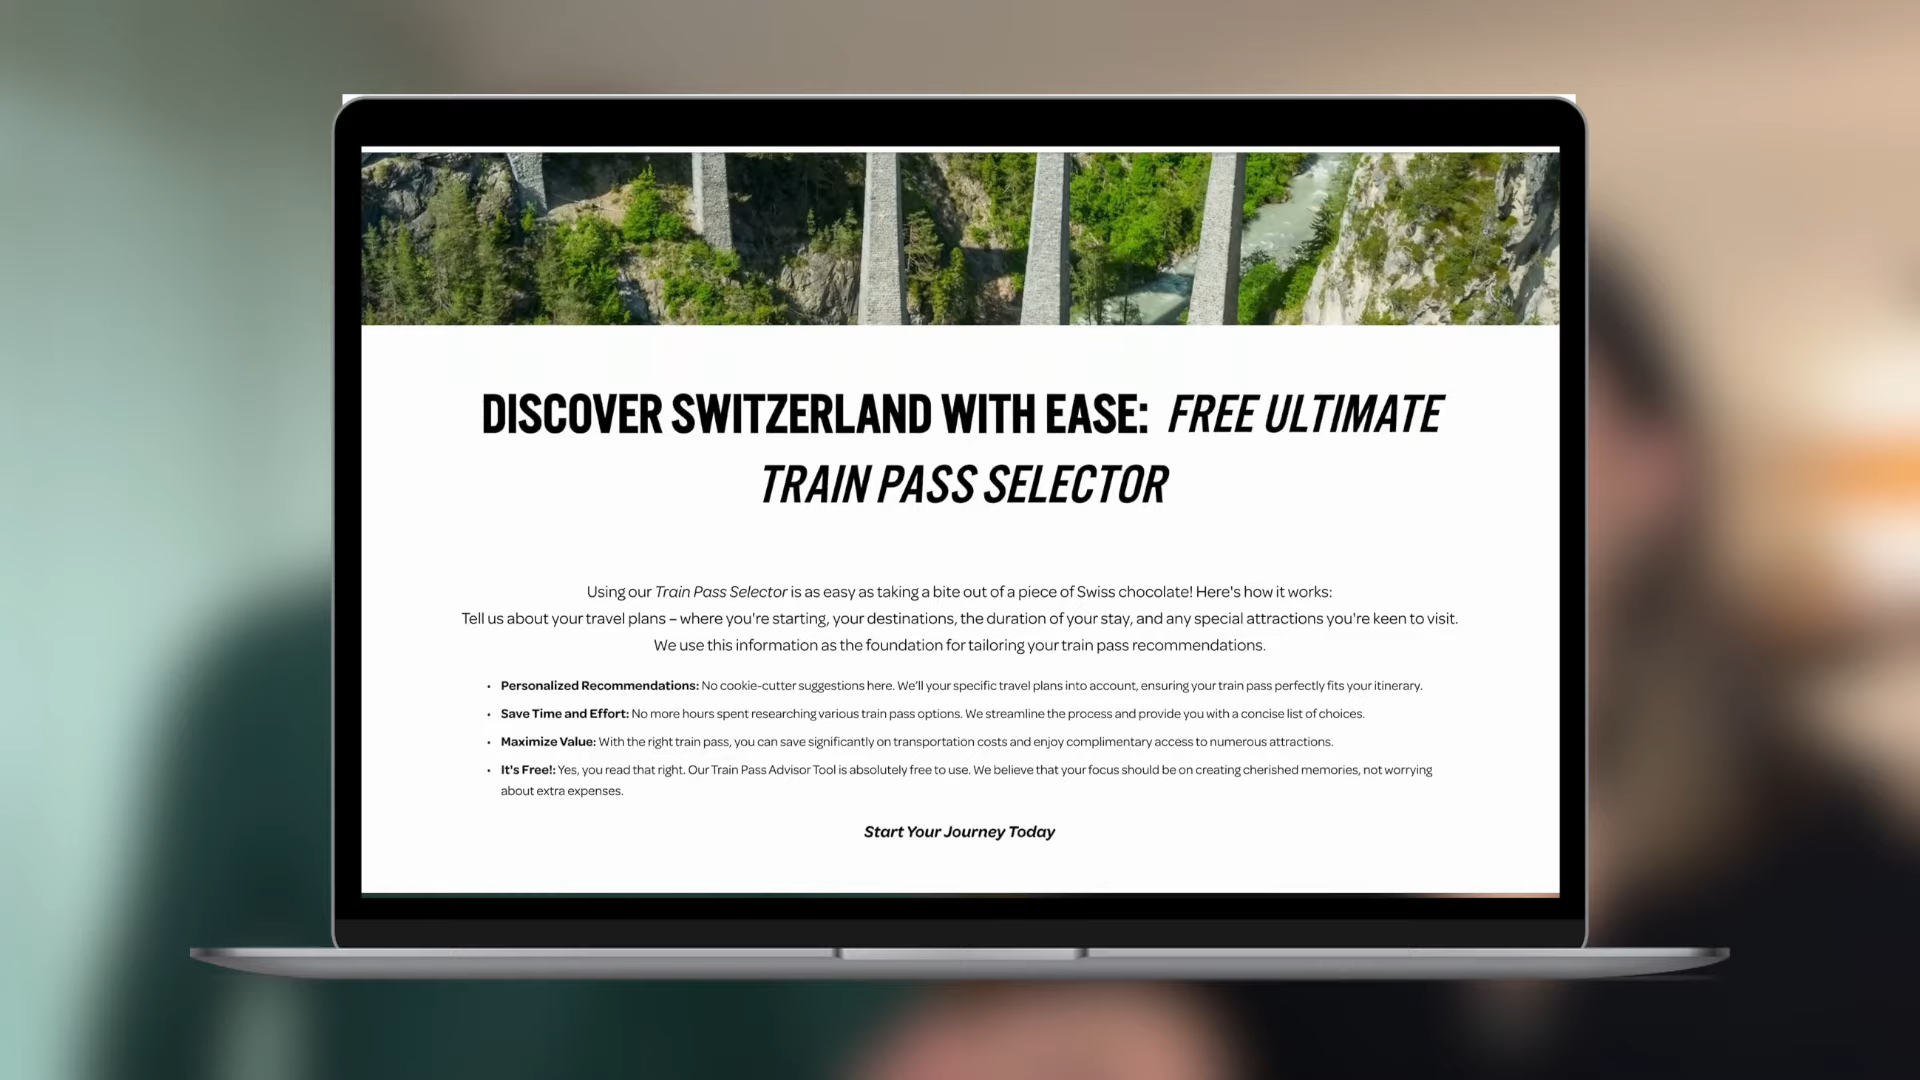 DISCOVER SWITZERLAND WITH EASE: FREE ULTIMATE
TRAIN PASS SELECTOR
Using our Train Pass Selector is as easy as taking a bite out of a piece of Swiss chocolate! Here's how it works:
Tell us about your travel plans – where you're starting, your destinations, the duration of your stay, and any special attractions you're keen to visit.
We use this information as the foundation for tailoring your train pass recommendations.
• Personalized Recommendations: No cookie-cutter suggestions here. We'll your specific travel plans into account, ensuring your train pass perfectly fits your itinerary.
• Save Time and Effort: No more hours spent researching various train pass options. We streamline the process and provide you with a concise list of choices.
• Maximize Value: With the right train pass, you can save significantly on transportation costs and enjoy complimentary access to numerous attractions.
• It's Free!: Yes, you read that right. Our Train Pass Advisor Tool is absolutely free to use. We believe that your focus should be on creating cherished memories, not worrying
about extra expenses.
Start Your Journey Today